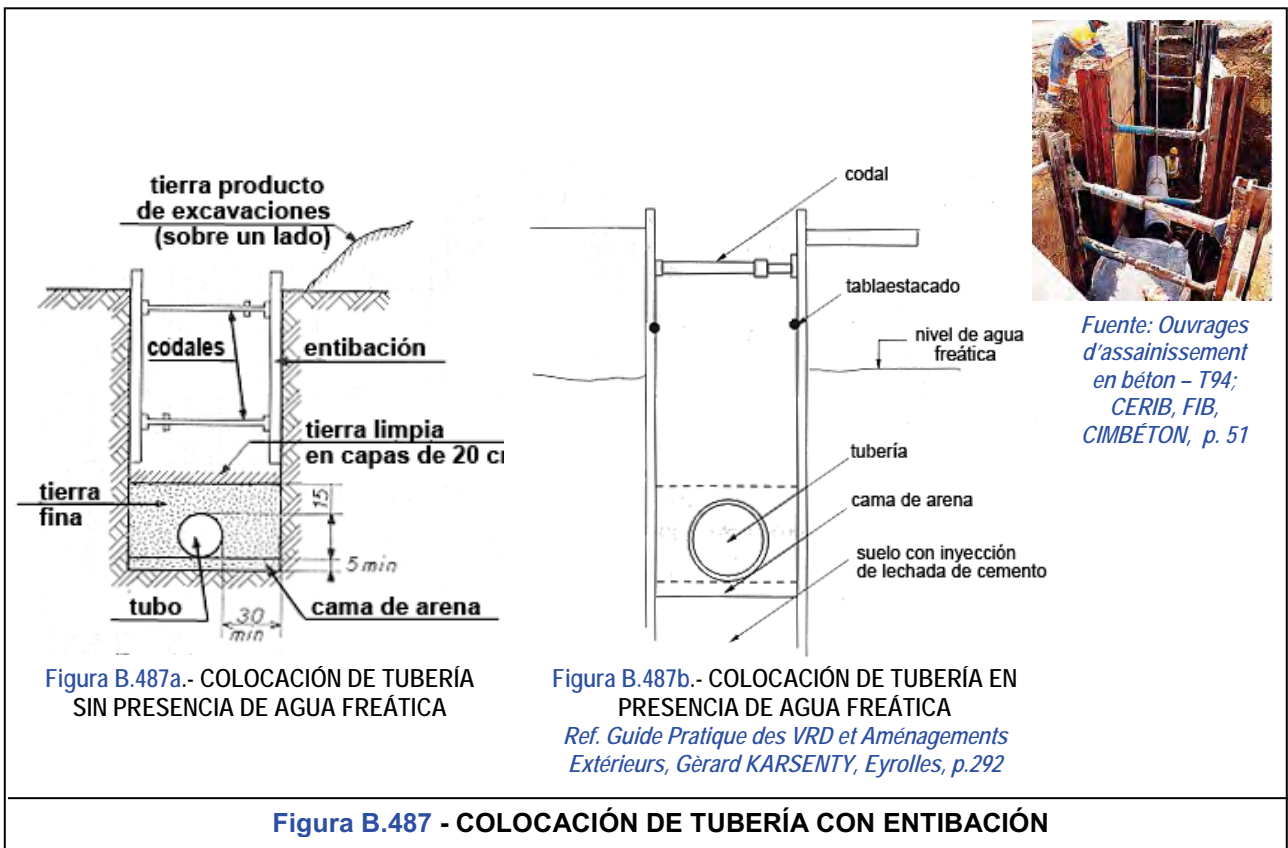 tierra producto
de excavaciones
(sobre un lado)
codales
entibación
tierra limpia
en capas de 20 c
tierra
fina
15
5 min
tubo
30
min
cama de arena
Figura B.487a.- COLOCACIÓN DE TUBERÍA
SIN PRESENCIA DE AGUA FREÁTICA
codal
tablaestacado
nivel de agua
freática
tubería
cama de arena
suelo con inyección
de lechada de cemento
Figura B.487b.- COLOCACIÓN DE TUBERÍA EN
PRESENCIA DE AGUA FREÁTICA
Ref. Guide Pratique des VRD et Aménagements
Extérieurs, Gèrard KARSENTY, Eyrolles, p.292
Fuente: Ouvrages
d'assainissement
en béton – T94;
CERIB, FIB,
CIMBÉTON, p. 51
Figura B.487 - COLOCACIÓN DE TUBERÍA CON ENTIBACIÓN